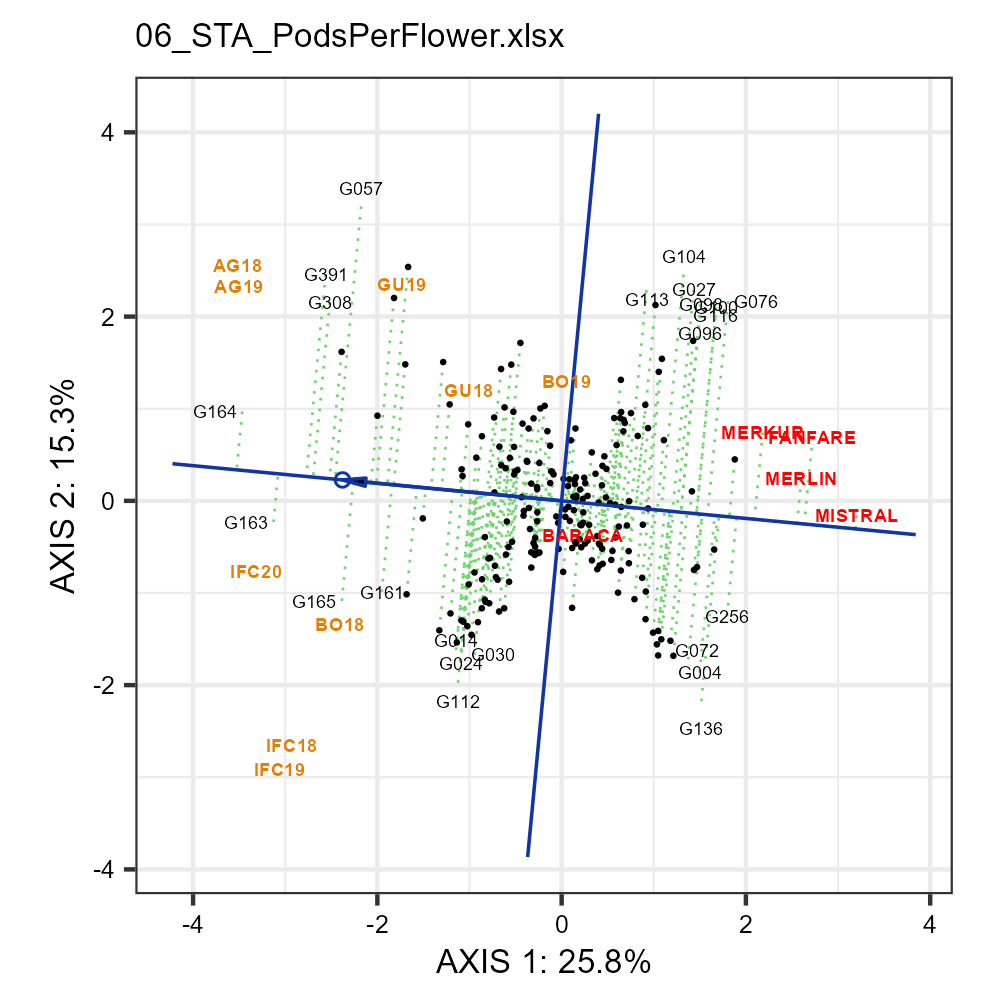 06_STA_PodsPerFlower.xlsx
G057
AG18
G391
AG19
GU19
G308
G104
G027
G113
G098
G100
G076
G116
G096
GU18
BO19
G164
MERKUR
FANFARE
MERLIN
MISTRAL
G163
BARACA
IFC20
G161
G165
BO18
G256
G014
G030
G024
G072
G004
G112
G136
IFC18
IFC19
4
2
0
-2
-4
-4
-2
0
2
4
AXIS 2: 15.3%
AXIS 1: 25.8%